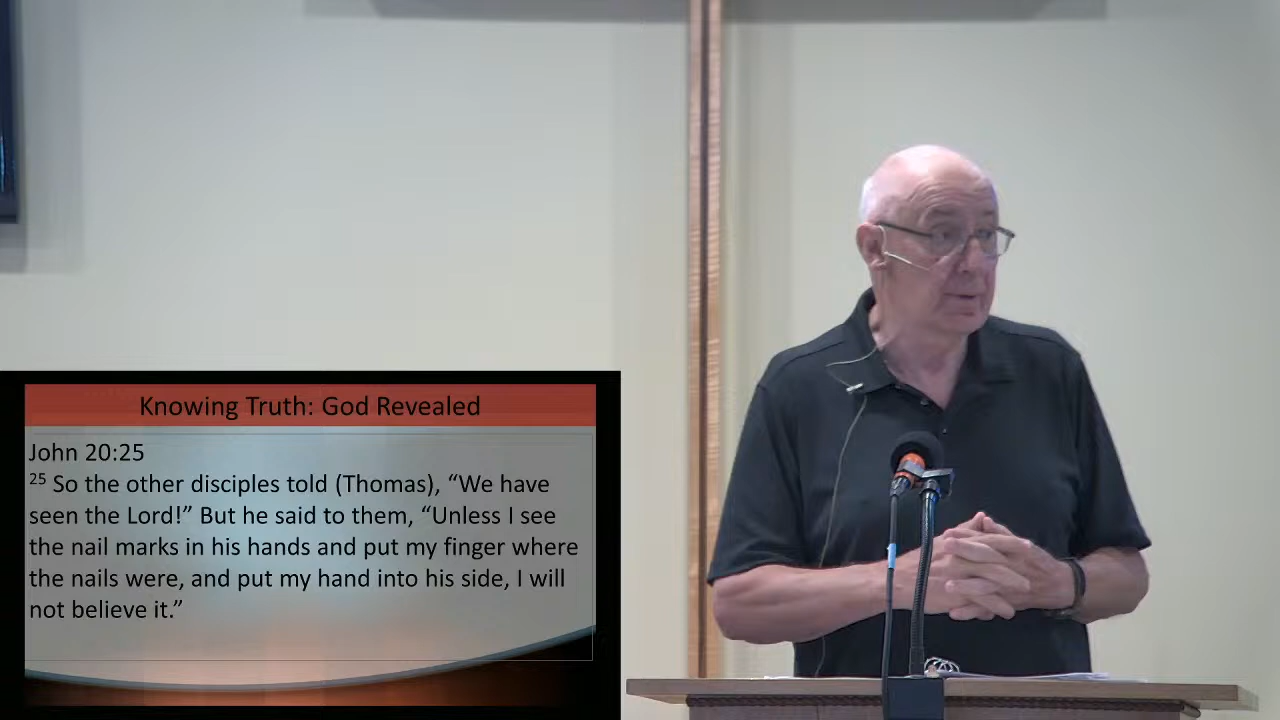 Knowing Truth: God Revealed
John 20:25
25 So the other disciples told (Thomas), “We have
seen the Lord!” But he said to them, “Unless I see
the nail marks in his hands and put my finger where
the nails were, and put my hand into his side, I will
not believe it.”